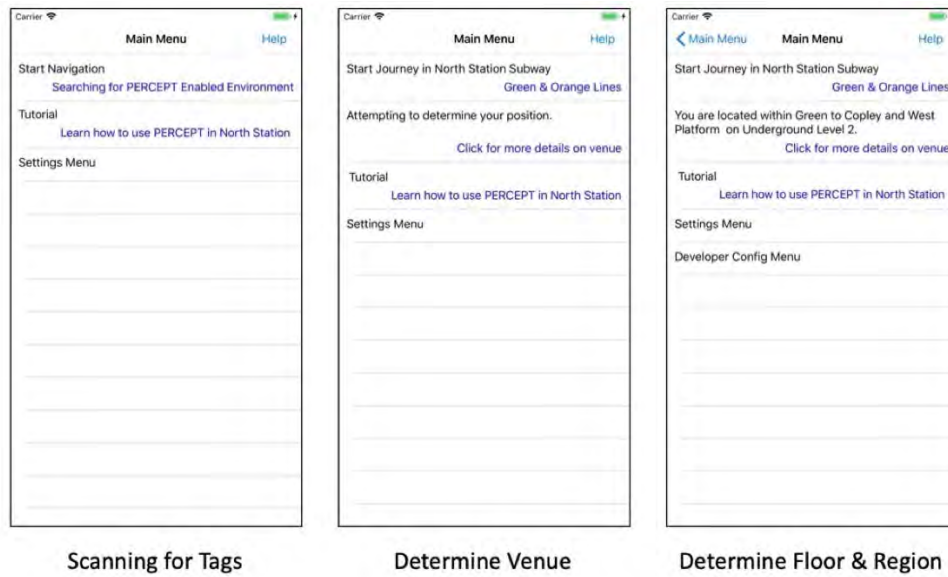 Carrier
Main Menu Help
Start Navigation
Searching for PERCEPT Enabled Environment
Tutorial
Learn how to use PERCEPT in North Station
Settings Menu
Scanning for Tags
Carrier
Main Menu Help
Start Journey in North Station Subway
Green & Orange Lines
Attempting to determine your position.
Click for more details on venue
Tutorial
Learn how to use PERCEPT in North Station
Settings Menu
Determine Venue
Carrier
Main Menu Main Menu Help
Start Journey in North Station Subway
Green & Orange Lines
You are located within Green to Copley and West
Platform on Underground Level 2.
Click for more details on venue
Tutorial
Learn how to use PERCEPT in North Station
Settings Menu
Developer Config Menu
Determine Floor & Region